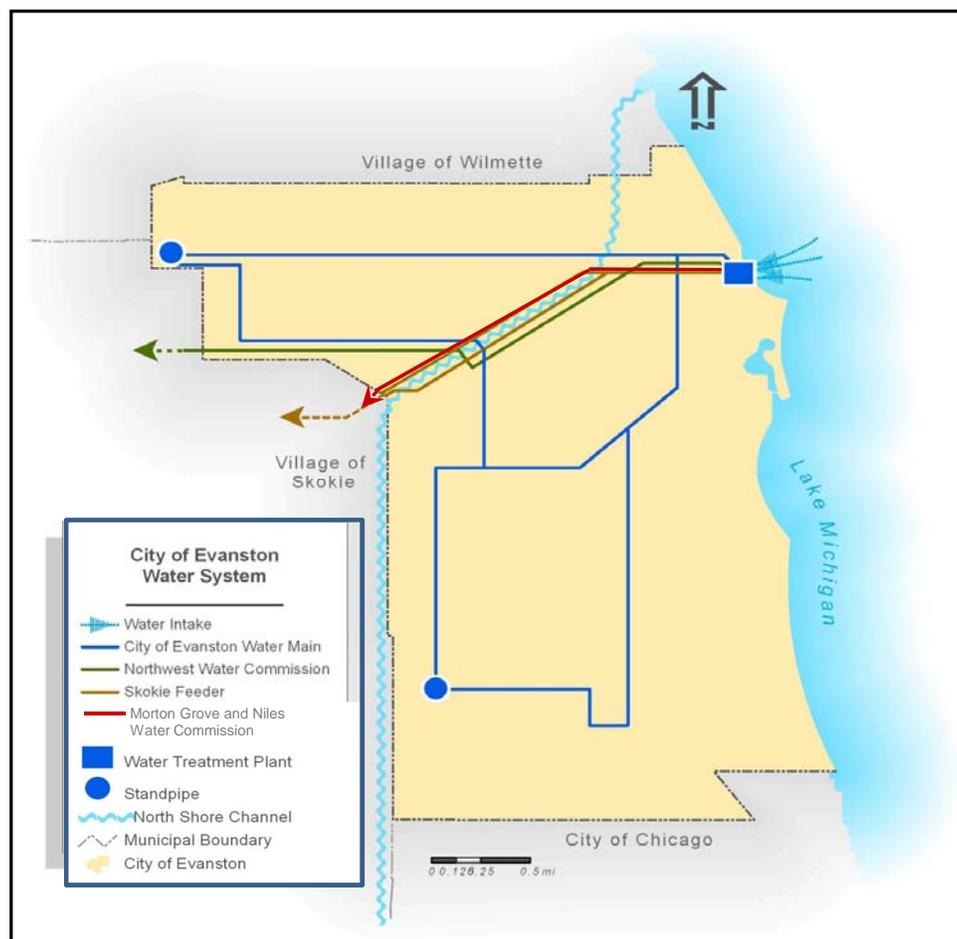 N
Village of Wilmette
Village of
Skokie
Lake Michigan
City of Evanston
Water System
Water Intake
City of Evanston Water Main
Northwest Water Commission
Skokie Feeder
Morton Grove and Niles
Water Commission
Water Treatment Plant
Standpipe
North Shore Channel
Municipal Boundary
City of Evanston
City of Chicago
0 0.125 0.25 0.5 mi